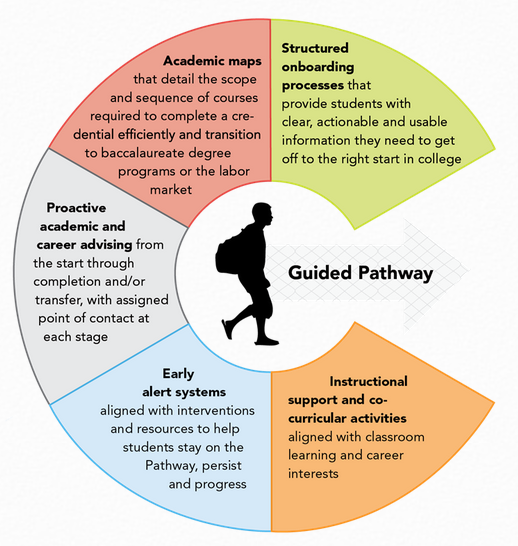 Structured
onboarding
processes that
provide students with
clear, actionable and usable
information they need to get
off to the right start in college
Academic maps
that detail the scope
and sequence of courses
required to complete a cre-
dential efficiently and transition
to baccalaureate degree
programs or the labor
market
Proactive
academic and
career advising from
the start through
completion and/or
transfer, with assigned
point of contact at
each stage
Early
alert systems
aligned with interventions
and resources to help
students stay on the
Pathway, persist
and progress
Instructional
support and co-
curricular activities
aligned with classroom
learning and career
interests
Guided Pathway